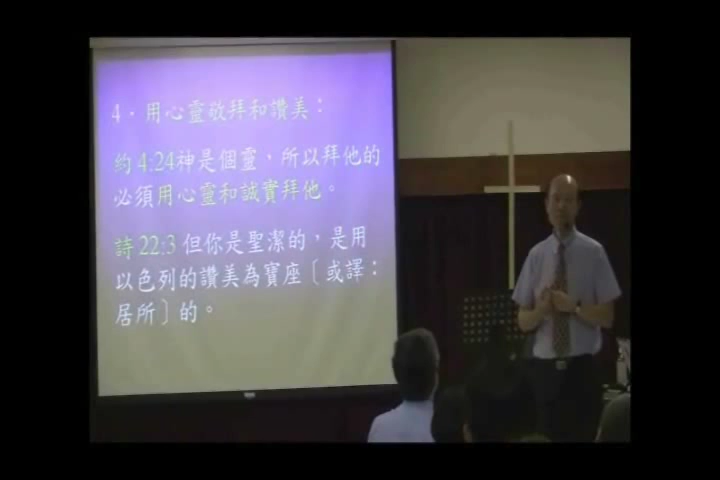 4．用心靈敬拜和讚美：
約 4:24神是個靈，所以拜他的
必須用心靈和誠實拜他。
詩 22:3 但你是聖潔的，是用
以色列的讚美為寶座〔或譯：
居所〕的。